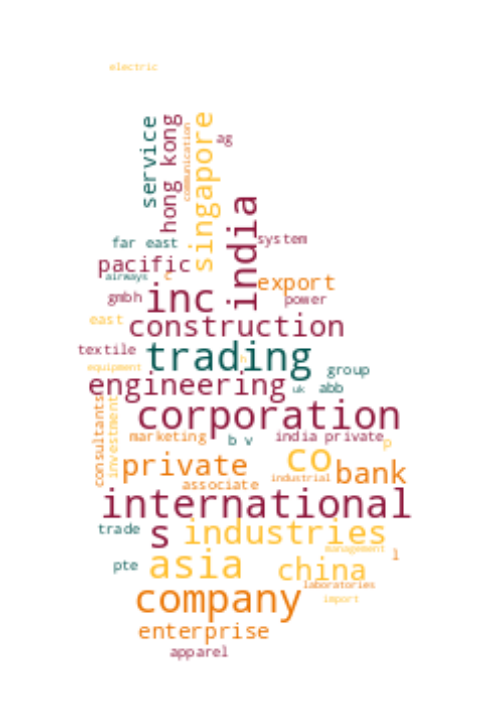 electric
service
hong kong
communication
singapore
ag
india
far east
system
pacific
airways
c
export
gmbh
inc
power
east
construction
textile
trading
h
equipment
group
engineering
uk
abb
consultants
investment
corporation
marketing
b v
india private
p
private
co
bank
associate
industrial
international
trade
s
industries
management
l
pte
asia
china
laboratories
company
import
enterprise
apparel